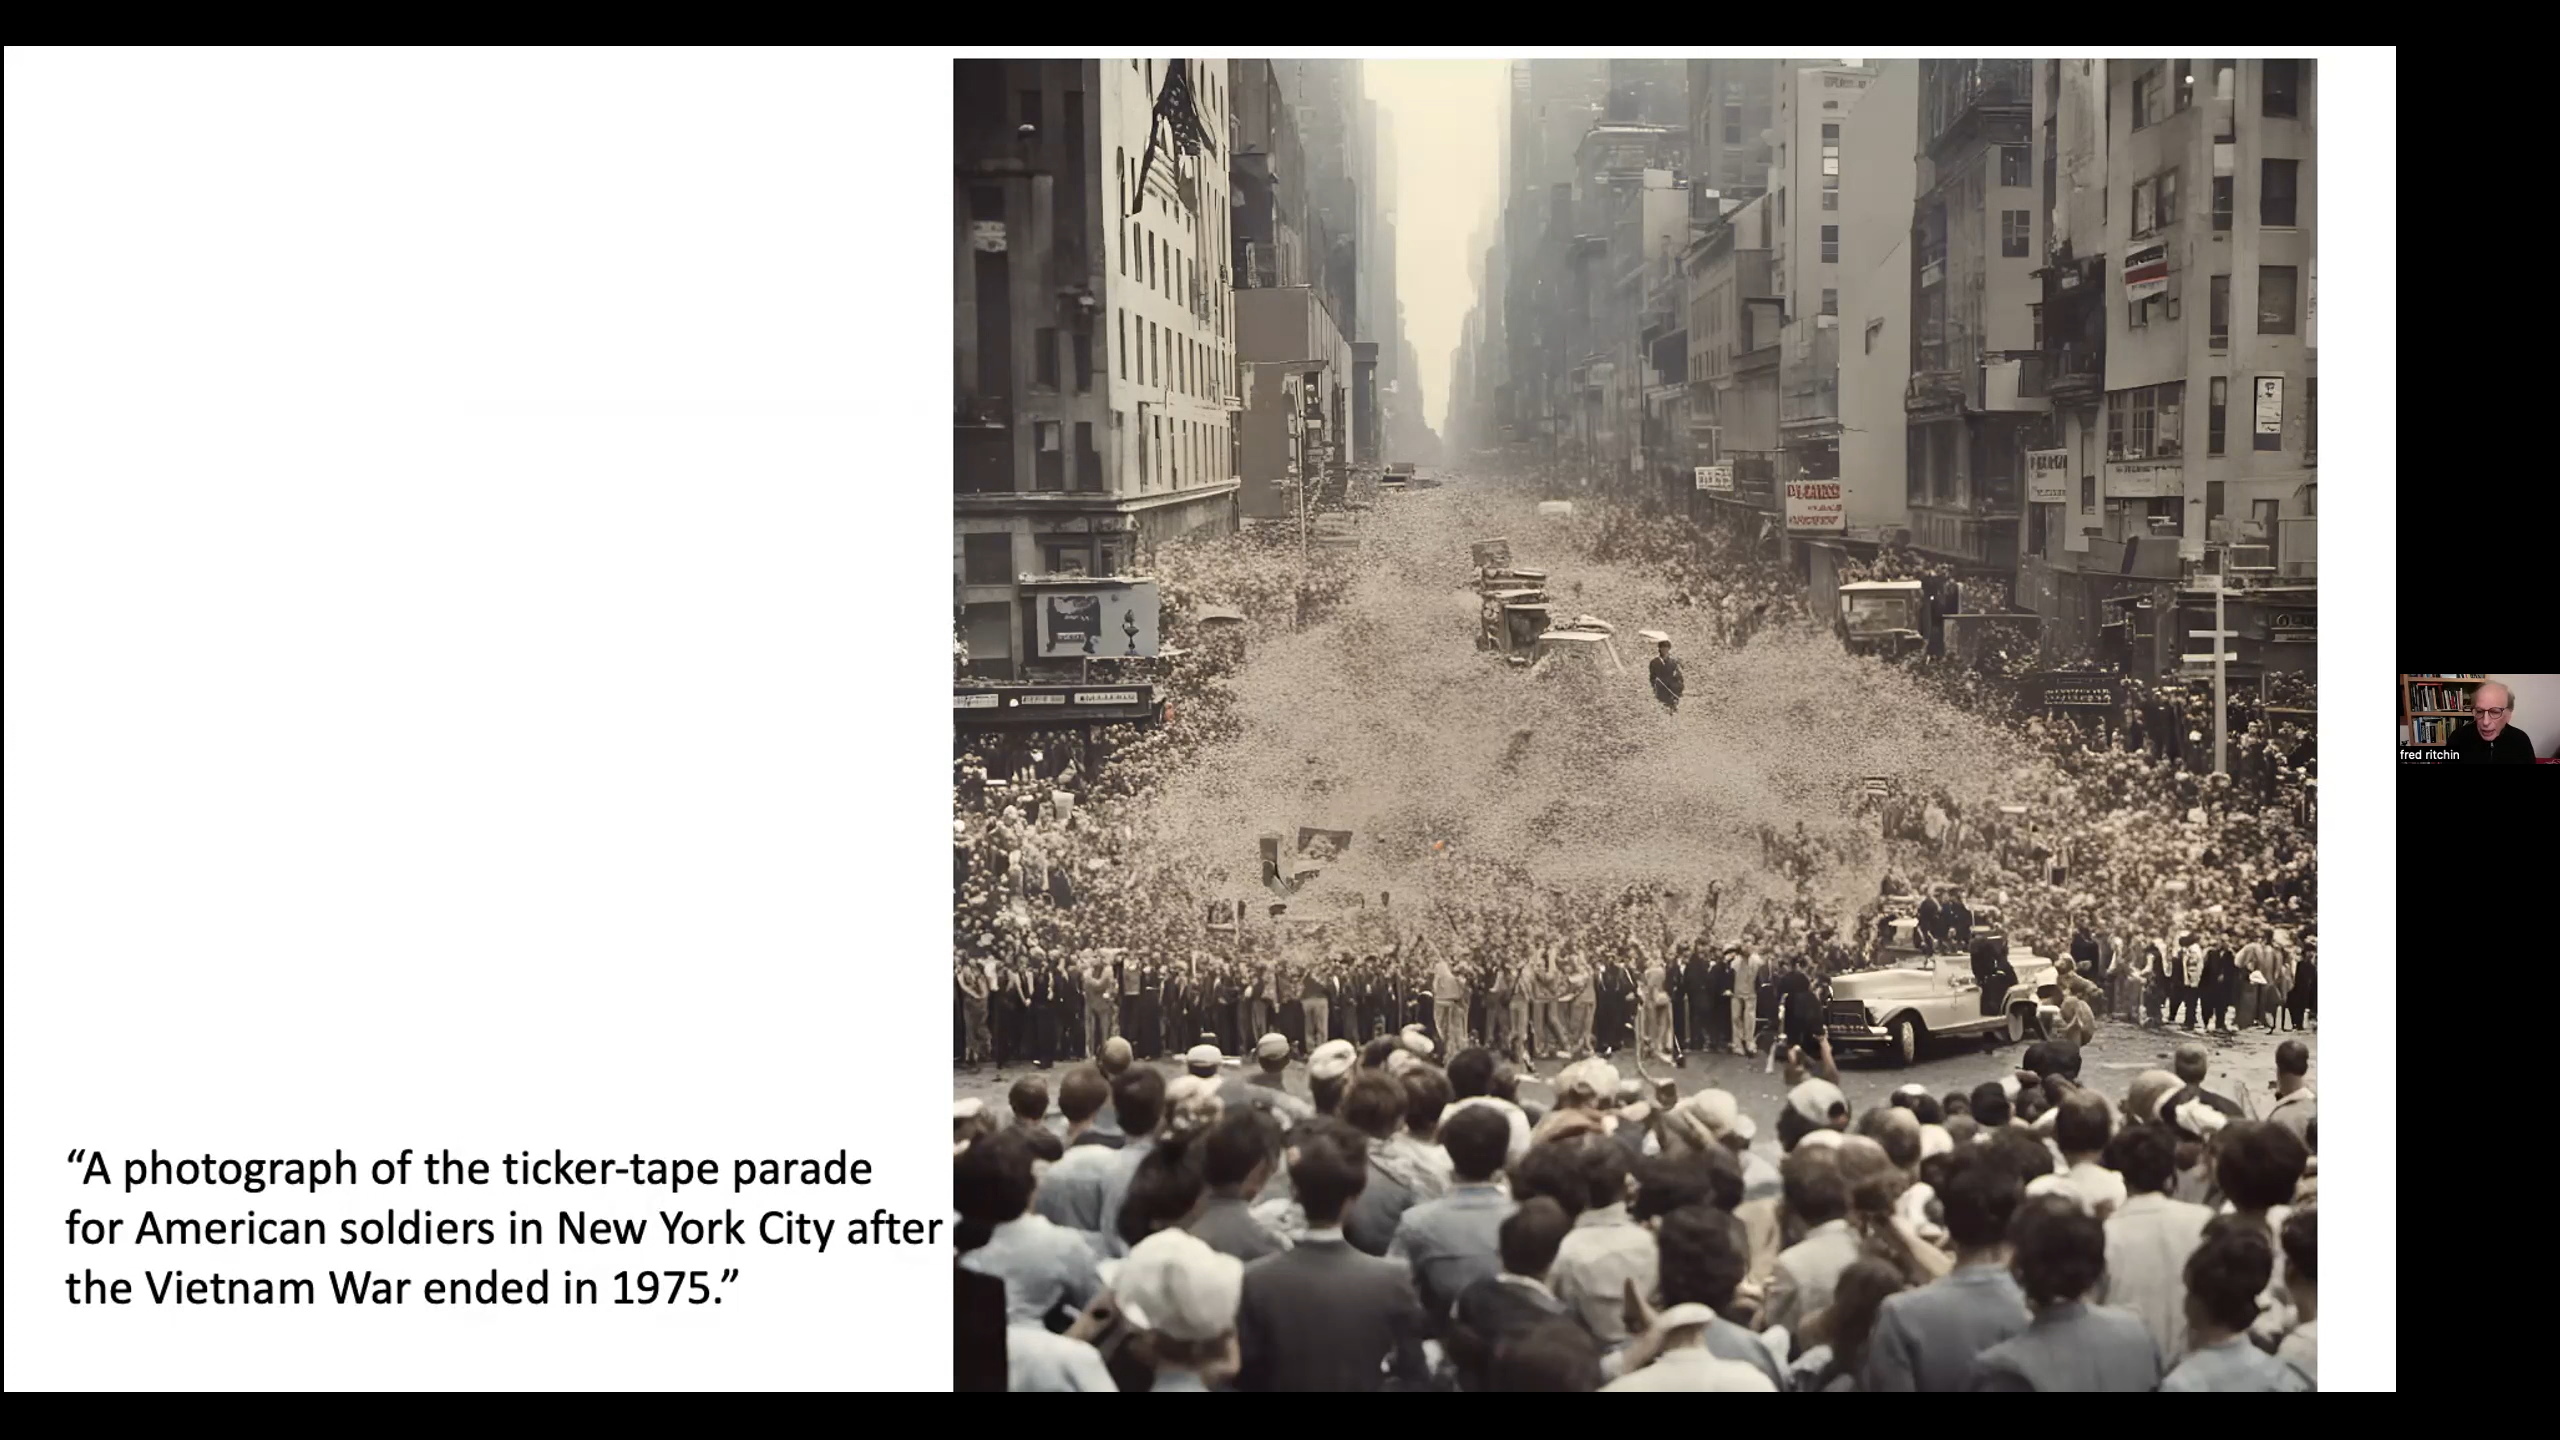 “A photograph of the ticker-tape parade
for American soldiers in New York City after
the Vietnam War ended in 1975.”
fred ritchin